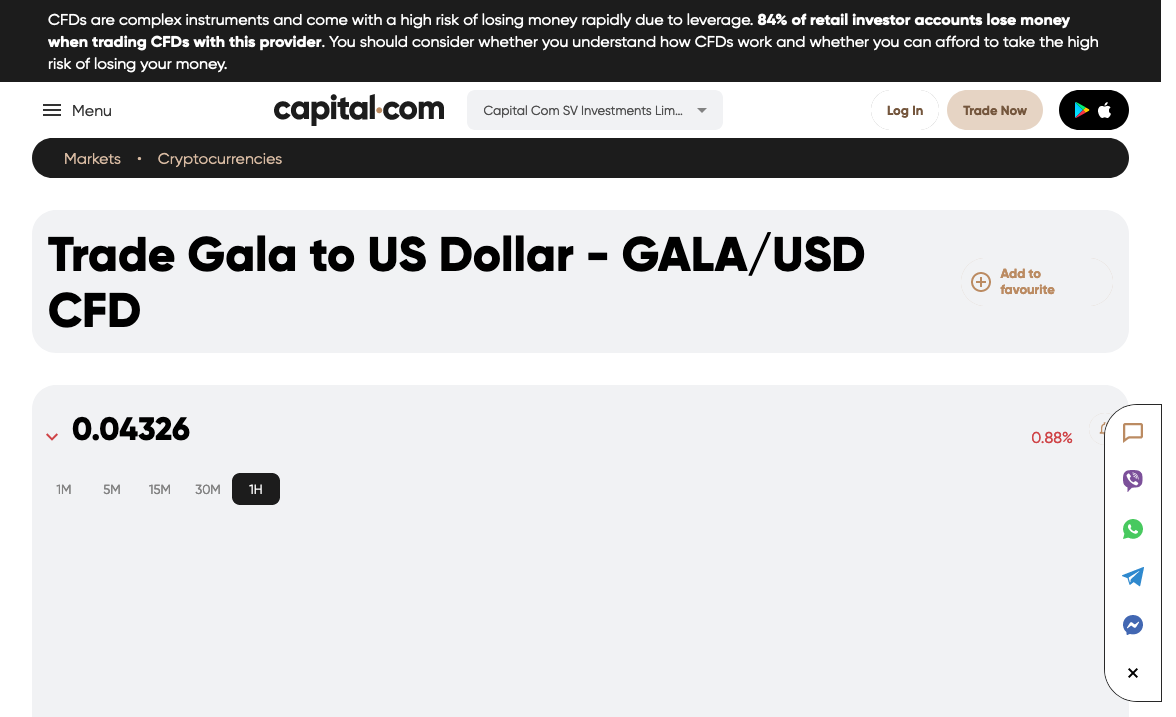 CFDs are complex instruments and come with a high risk of losing money rapidly due to leverage. 84% of retail investor accounts lose money
when trading CFDs with this provider. You should consider whether you understand how CFDs work and whether you can afford to take the high
risk of losing your money.
Menu
capital.com
Capital Com SV Investments Lim...
Log In
Trade Now
Markets • Cryptocurrencies
Trade Gala to US Dollar - GALA/USD
CFD
Add to
favourite
0.04326
0.88%
1M 5M 15M 30M 1H